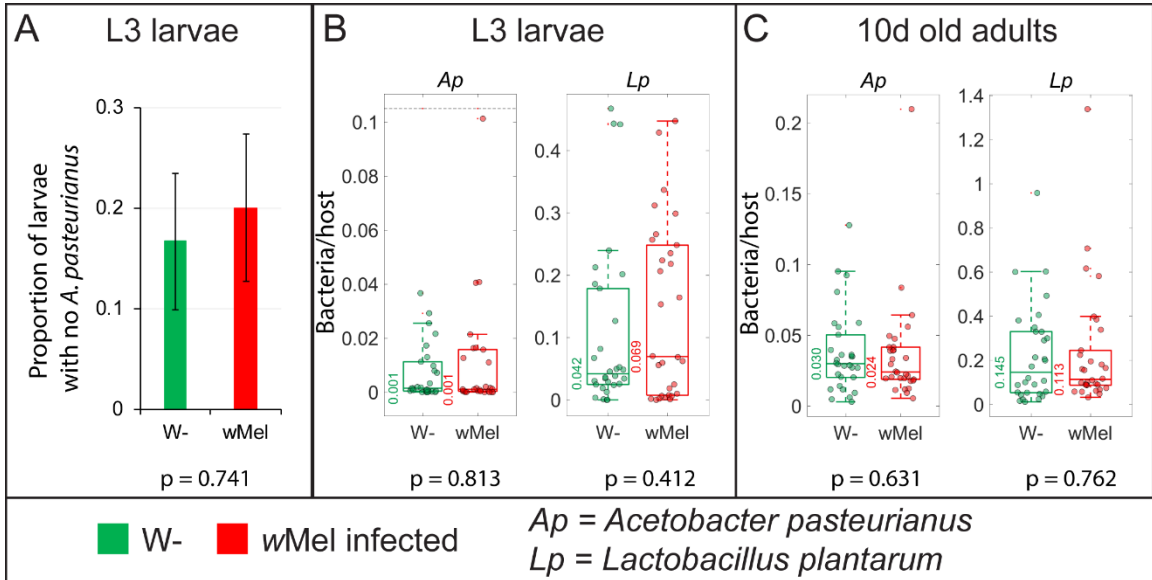 A
L3 larvae
Proportion of larvae
with no A. pasteurianus
0.3
0.2
0.1
0
W-
wMel
p = 0.741
B
L3 larvae
Bacteria/host
Ap
0.1
0.08
0.06
0.04
0.02
0
0.001
0.001
W-
wMel
p = 0.813
Lp
0.4
0.3
0.2
0.1
0
0.042
0.069
W-
wMel
p = 0.412
C
10d old adults
Bacteria/host
Ap
0.2
0.15
0.1
0.05
0
0.030
0.024
W-
wMel
p = 0.631
Lp
1.4
1.2
1
0.8
0.6
0.4
0.2
0
0.145
0.113
W-
wMel
p = 0.762
W-
wMel infected
Ap = Acetobacter pasteurianus
Lp = Lactobacillus plantarum